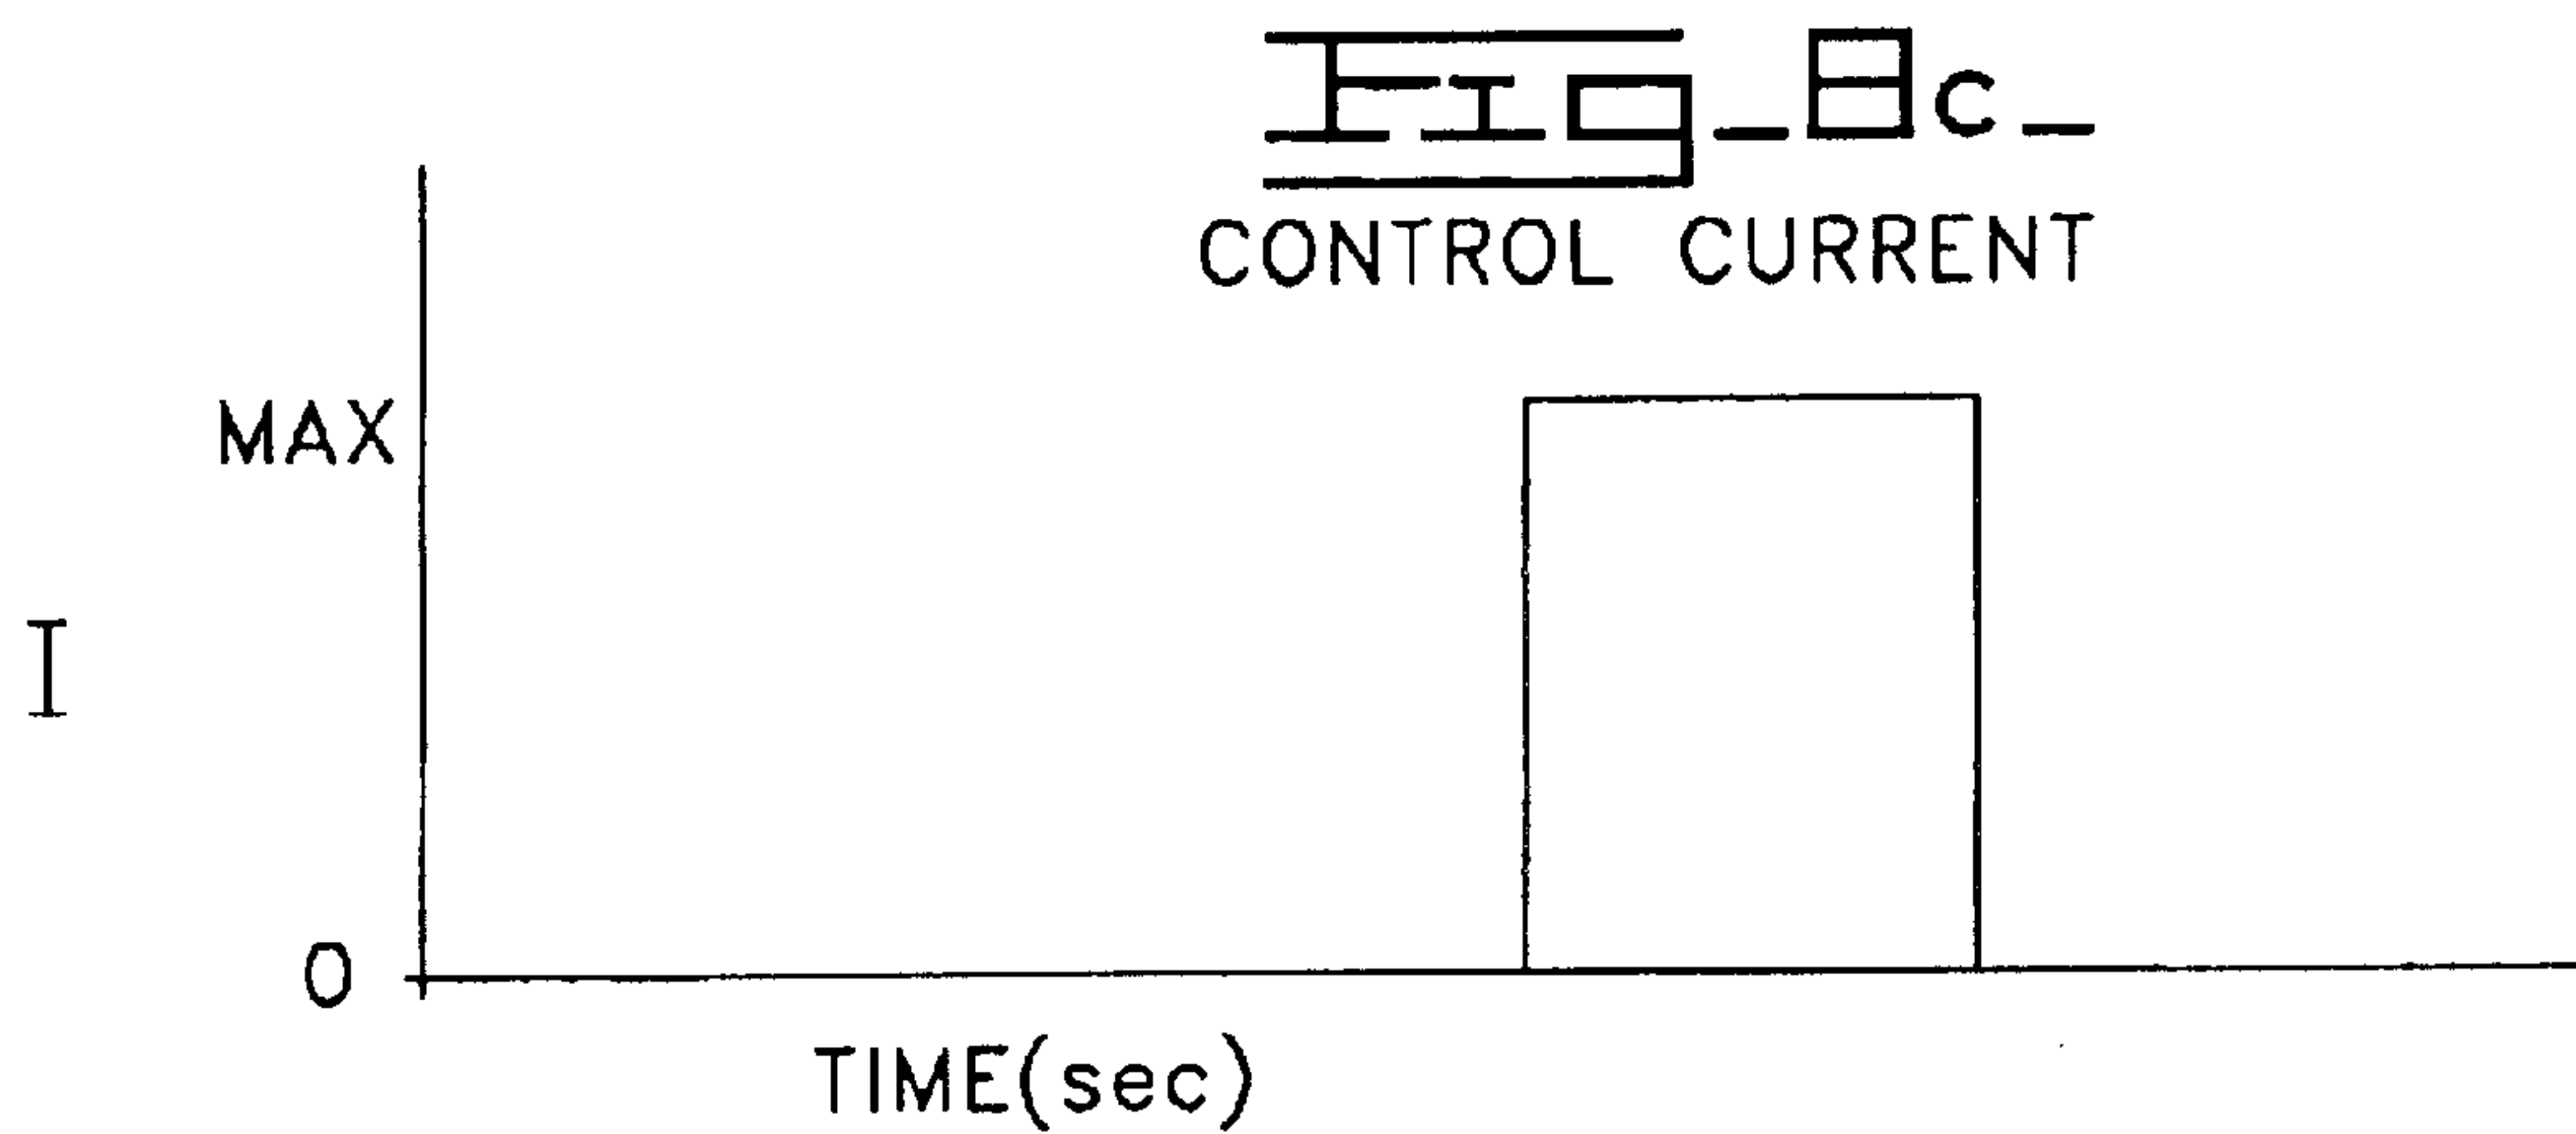 Fig_8c_
CONTROL CURRENT
MAX
I
0
TIME(sec)